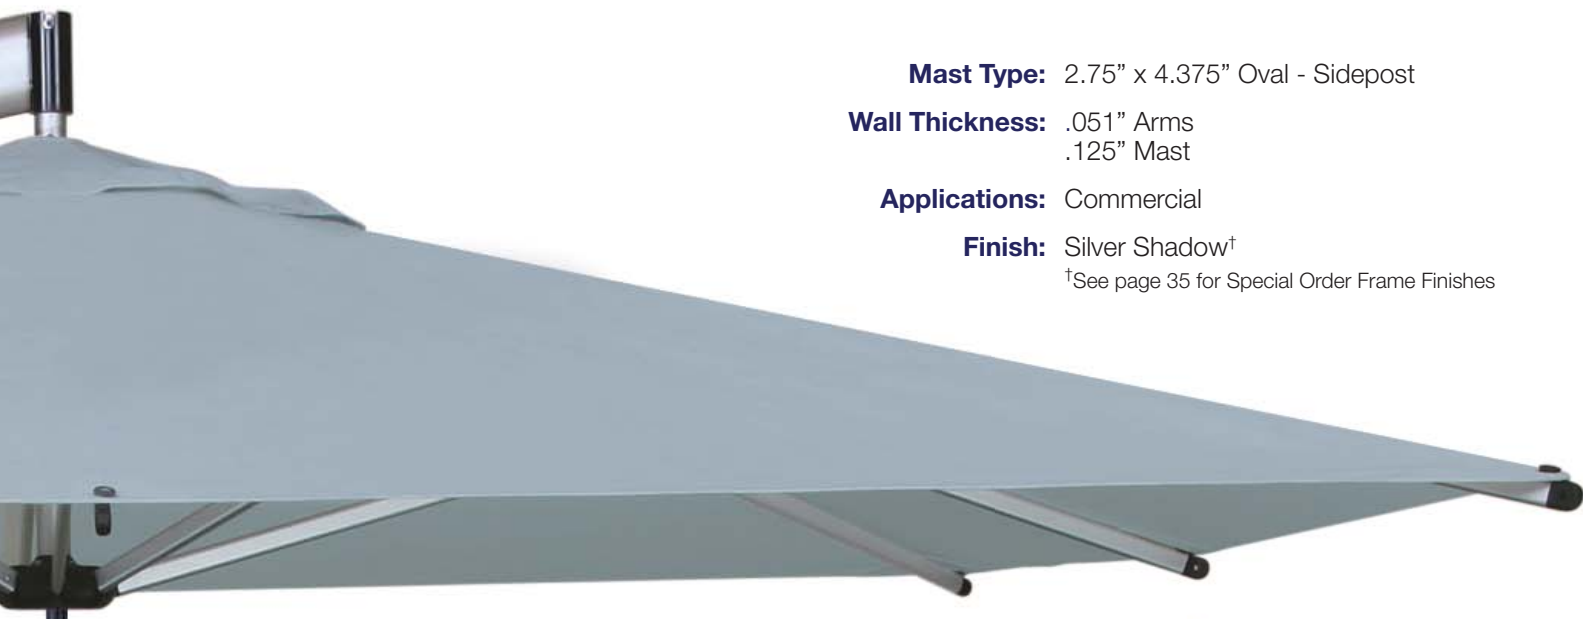 Mast Type: 2.75” x 4.375” Oval - Sidepost
Wall Thickness: .051” Arms
.125” Mast
Applications: Commercial
Finish: Silver Shadow†
†See page 35 for Special Order Frame Finishes